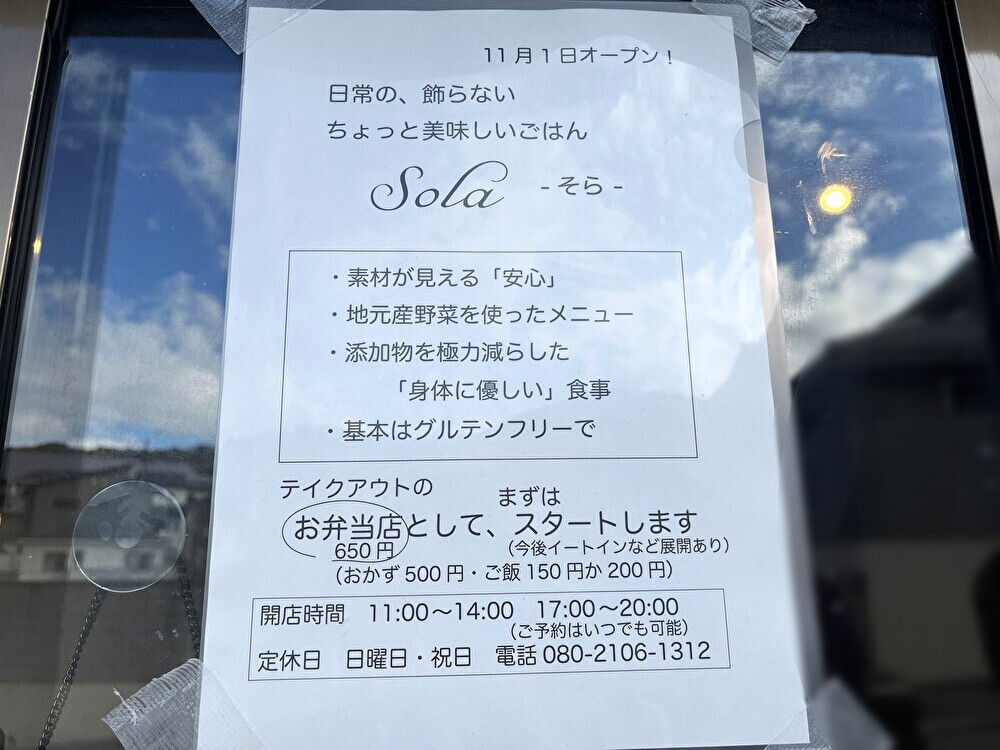 11月1日オープン!
日常の、飾らない
ちょっと美味しいごはん
Sola -そら-
・素材が見える「安心」
・地元産野菜を使ったメニュー
・添加物を極力減らした
「身体に優しい」食事
・基本はグルテンフリーで
テイクアウトの
まずは
お弁当店として、スタートします
650円
(今後イートインなど展開あり)
(おかず500円・ご飯150円か200円)
開店時間 11:00〜14:00 17:00〜20:00
(ご予約はいつでも可能)
定休日 日曜日・祝日 電話080-2106-1312